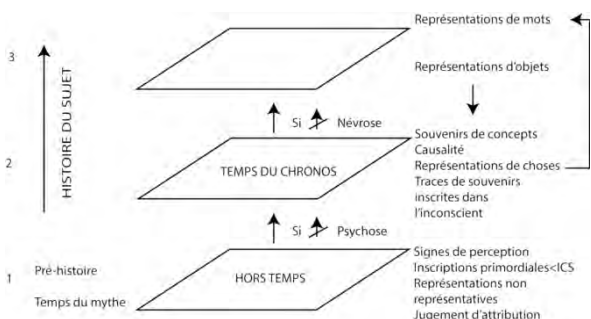 Représentations de mots
3
Représentations d'objets
HISTOIRE DU SUJET
Si Névrose
Souvenirs de concepts
Causalité
2
TEMPS DU CHRONOS
Représentations de choses
Traces de souvenirs
inscrites dans
l'inconscient
Si Psychose
Signes de perception
Inscriptions primordiales<ICS
1
Pré-histoire
HORS TEMPS
Représentations non
représentatives
Temps du mythe
Jugement d'attribution